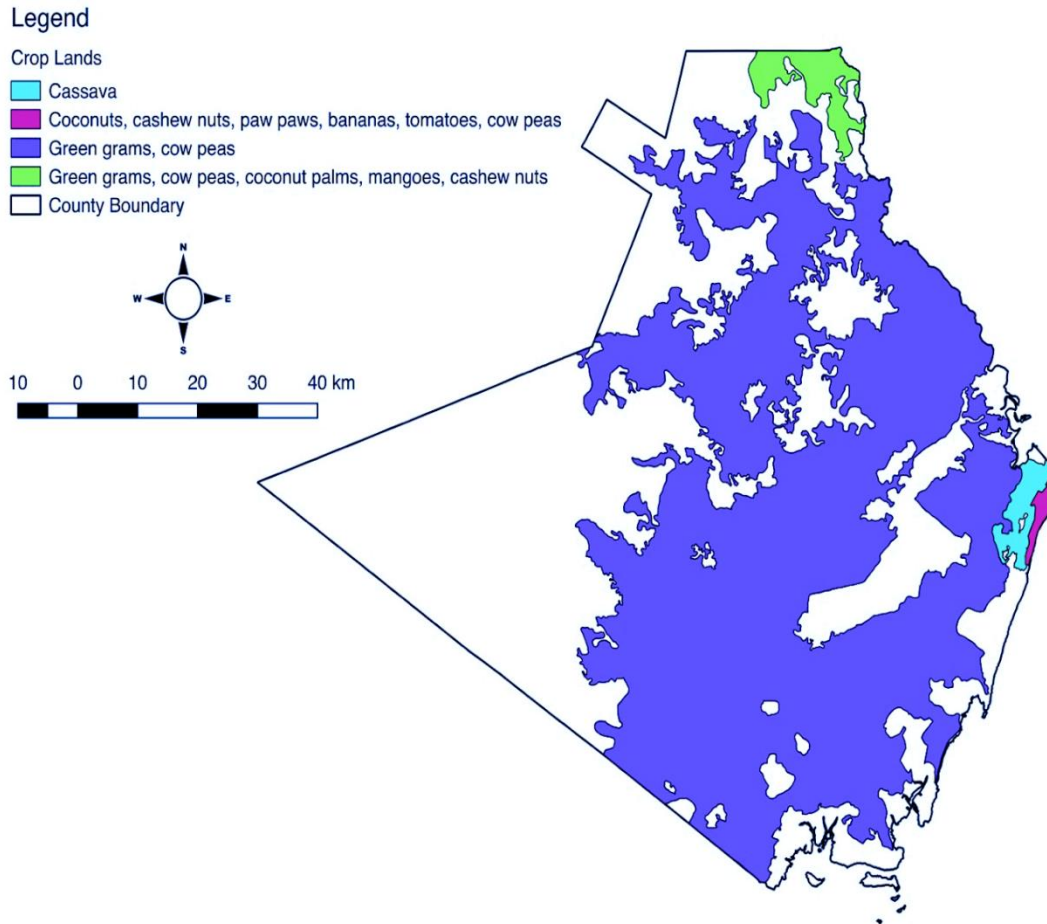 Legend
Crop Lands
Cassava
Coconuts, cashew nuts, paw paws, bananas, tomatoes, cow peas
Green grams, cow peas
Green grams, cow peas, coconut palms, mangoes, cashew nuts
County Boundary
N
W E
S
10 0 10 20 30 40 km